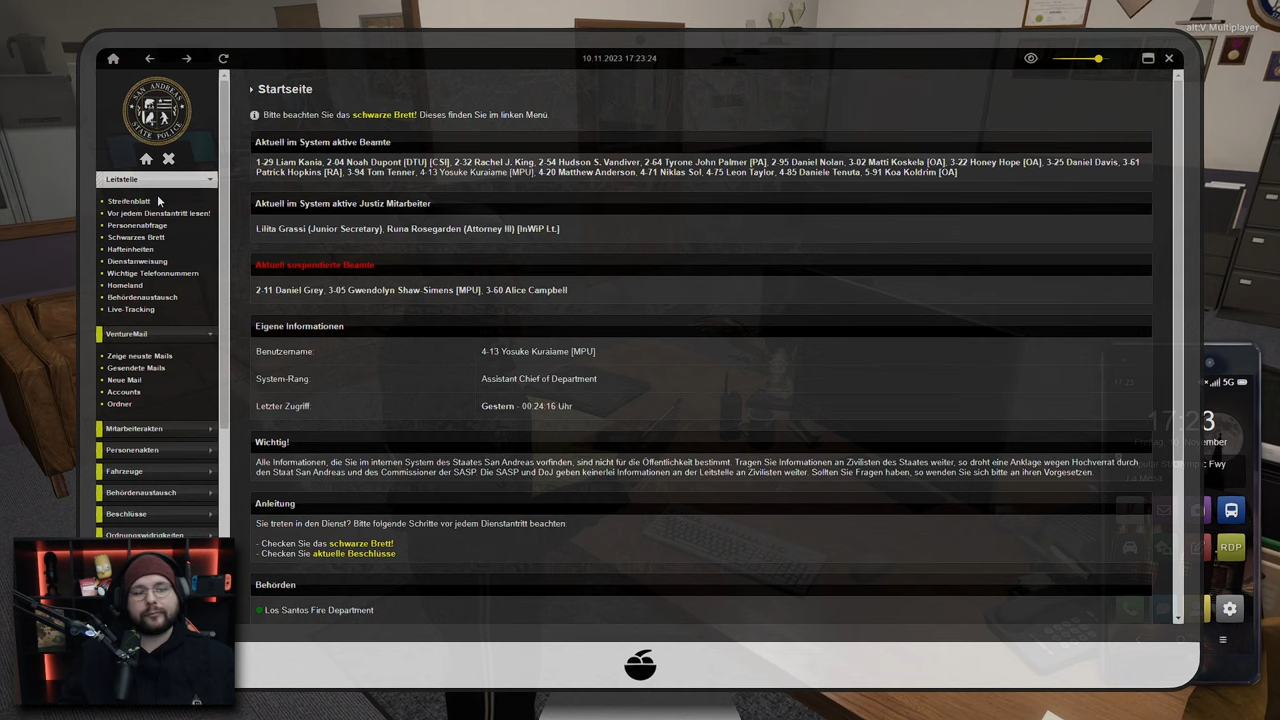 alt:V Multiplayer
10.11.2023 17:23:24
SAN ANDREAS
STATE POLICE
Leitstelle
Streifenblatt
Vor jedem Dienstantritt lesen!
Personenabfrage
Schwarzes Brett
Hafteinheiten
Dienstanweisung
Wichtige Telefonnummern
Homeland
Behördenaustausch
Live-Tracking
VentureMail
Zeige neuste Mails
Gesendete Mails
Neue Mail
Accounts
Ordner
Mitarbeiterakten
Personenakten
Fahrzeuge
Behördenaustausch
Beschlüsse
Ordnungswidrigkeiten
Startseite
Bitte beachten Sie das schwarze Brett! Dieses finden Sie im linken Menü.
Aktuell im System aktive Beamte
1-29 Liam Kania, 2-04 Noah Dupont [DTU] [CSI], 2-32 Rachel J. King, 2-54 Hudson S. Vandiver, 2-64 Tyrone John Palmer [PA], 2-95 Daniel Nolan, 3-02 Matti Koskela [OA], 3-22 Honey Hope [OA], 3-25 Daniel Davis, 3-61
Patrick Hopkins [RA], 3-94 Tom Tenner, 4-13 Yosuke Kuraiame [MPU], 4-20 Matthew Anderson, 4-71 Niklas Sol, 4-75 Leon Taylor, 4-85 Daniele Tenuta, 5-91 Koa Koldrim [OA]
Aktuell im System aktive Justiz Mitarbeiter
Lilita Grassi (Junior Secretary), Runa Rosegarden (Attorney III) [InWiP Lt.]
Aktuell suspendierte Beamte
2-11 Daniel Grey, 3-05 Gwendolyn Shaw-Simens [MPU], 3-60 Alice Campbell
Eigene Informationen
Benutzername: 4-13 Yosuke Kuraiame [MPU]
System-Rang: Assistant Chief of Department
Letzter Zugriff: Gestern - 00:24:16 Uhr
Wichtig!
Alle Informationen, die Sie im internen System des Staates San Andreas vorfinden, sind nicht für die Öffentlichkeit bestimmt. Tragen Sie Informationen an Zivilisten des Staates weiter, so droht eine Anklage wegen Hochverrat durch
den Staat San Andreas und des Commissioner der SASP. Die SASP und DoJ geben keinerlei Informationen an der Leitstelle an Zivilisten weiter. Sollten Sie Fragen haben, so wenden Sie sich bitte an ihren Vorgesetzen.
Anleitung
Sie treten in den Dienst? Bitte folgende Schritte vor jedem Dienstantritt beachten:
- Checken Sie das schwarze Brett!
- Checken Sie aktuelle Beschlüsse
Behörden
Los Santos Fire Department
17:23
5G
17:23
Freitag, 10. November
Olympic Fwy
RDP